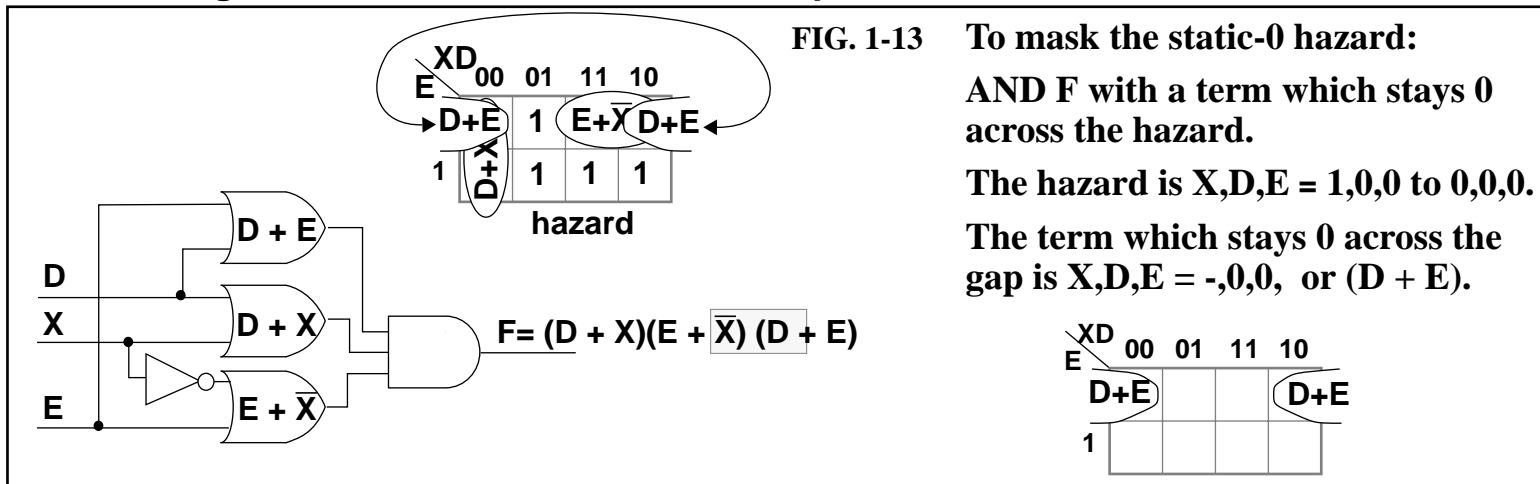 FIG. 1-13
To mask the static-0 hazard:
AND F with a term which stays 0
across the hazard.
The hazard is X,D,E = 1,0,0 to 0,0,0.
The term which stays 0 across the
gap is X,D,E = -,0,0, or (D + E).
XD
E
00 01 11 10
D+E 1 E+X̅ D+E
D+X
1 1 1 1
hazard
D + E
D
X
D + X
E
E + X̅
F= (D + X)(E + X̅) (D + E)
XD
E
00 01 11 10
D+E D+E
1